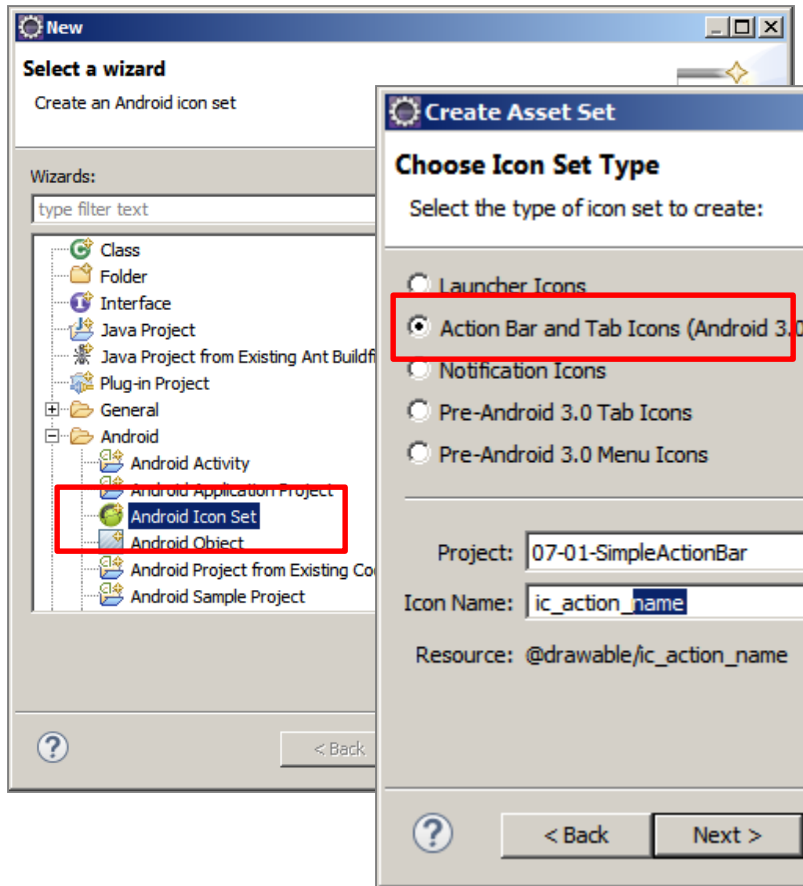 New
Select a wizard
Create an Android icon set
Wizards:
type filter text
Class
Folder
Interface
Java Project
Java Project from Existing Ant Buildf
Plug-in Project
General
Android
Android Activity
Android Application Project
Android Icon Set
Android Object
Android Project from Existing Co
Android Sample Project
< Back
Create Asset Set
Choose Icon Set Type
Select the type of icon set to create:
Launcher Icons
Action Bar and Tab Icons (Android 3.0
Notification Icons
Pre-Android 3.0 Tab Icons
Pre-Android 3.0 Menu Icons
Project: 07-01-SimpleActionBar
Icon Name: ic_action_name
Resource: @drawable/ic_action_name
< Back Next >